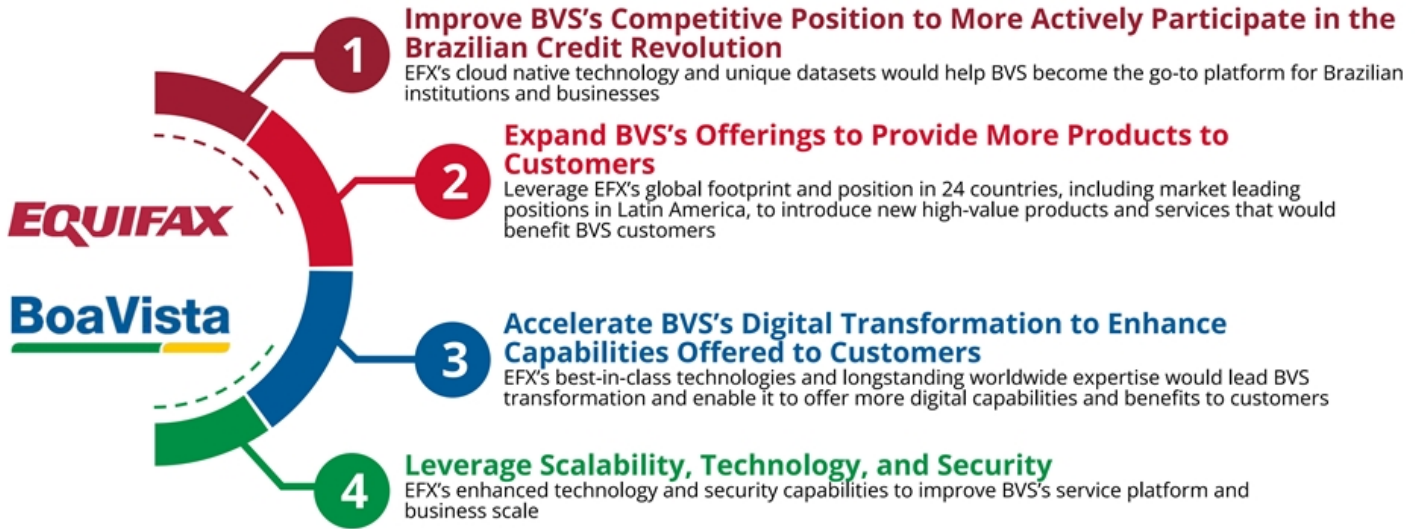 1
Improve BVS’s Competitive Position to More Actively Participate in the
Brazilian Credit Revolution
EFX’s cloud native technology and unique datasets would help BVS become the go-to platform for Brazilian
institutions and businesses
2
Expand BVS’s Offerings to Provide More Products to
Customers
Leverage EFX’s global footprint and position in 24 countries, including market leading
positions in Latin America, to introduce new high-value products and services that would
benefit BVS customers
EQUIFAX
BoaVista
3
Accelerate BVS’s Digital Transformation to Enhance
Capabilities Offered to Customers
EFX’s best-in-class technologies and longstanding worldwide expertise would lead BVS
transformation and enable it to offer more digital capabilities and benefits to customers
4
Leverage Scalability, Technology, and Security
EFX’s enhanced technology and security capabilities to improve BVS’s service platform and
business scale